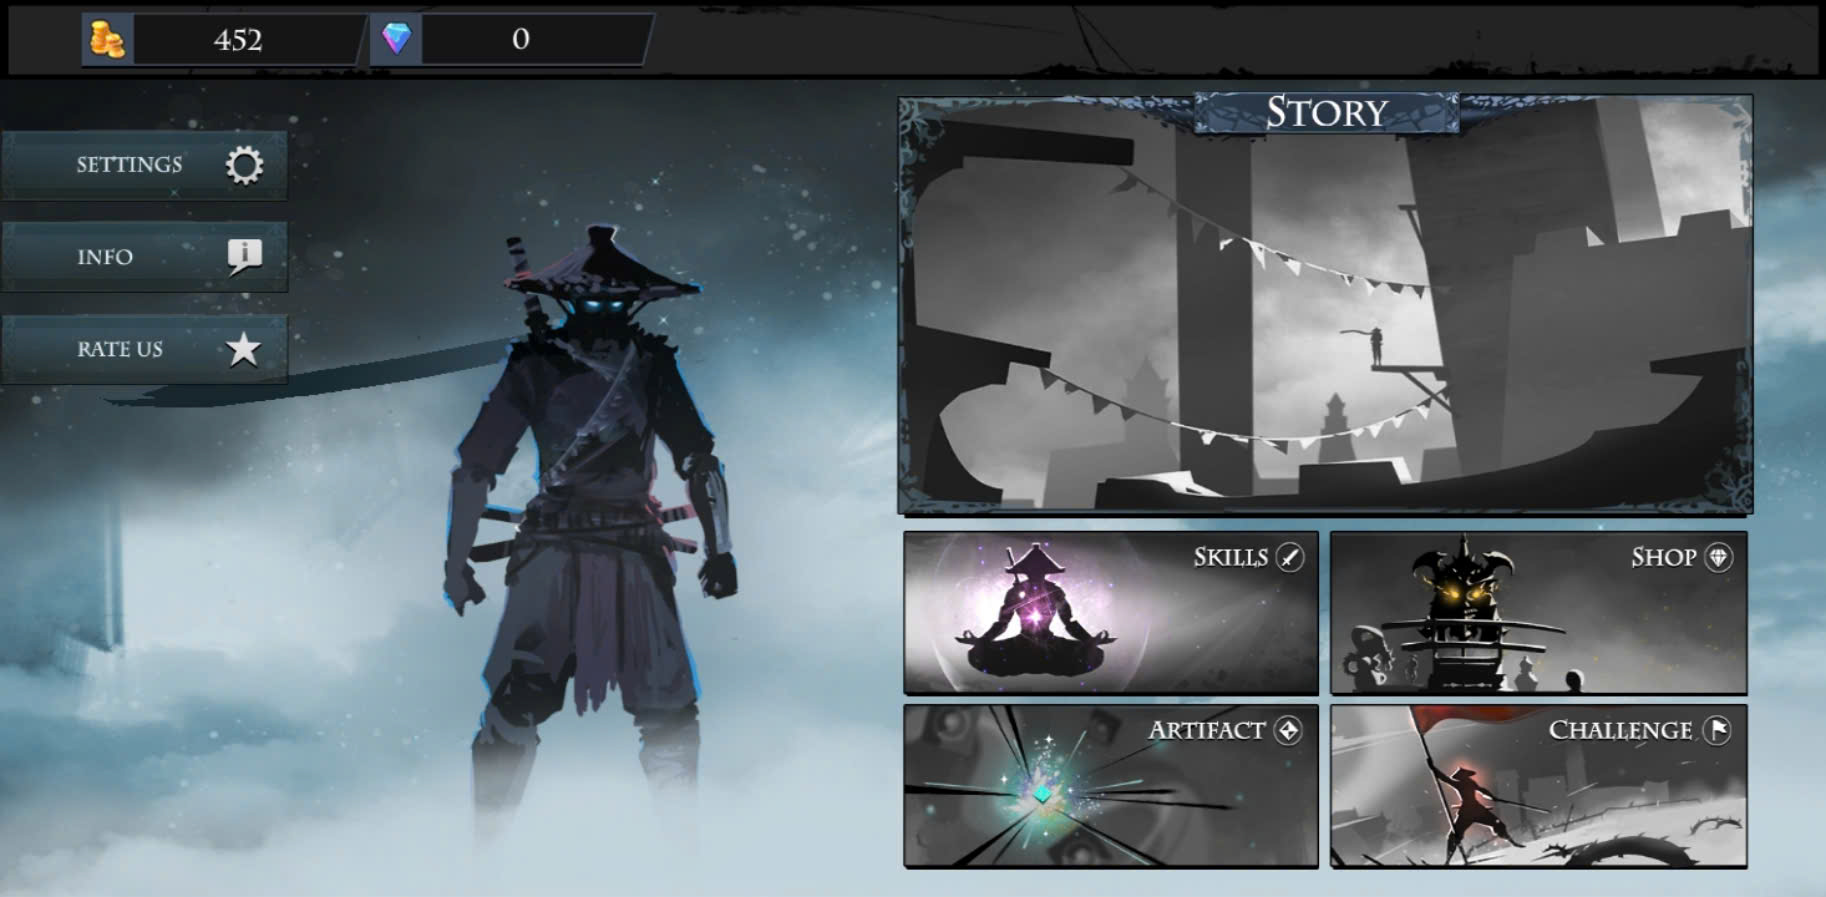 452
0
SETTINGS
INFO
RATE US
STORY
SKILLS
SHOP
ARTIFACT
CHALLENGE